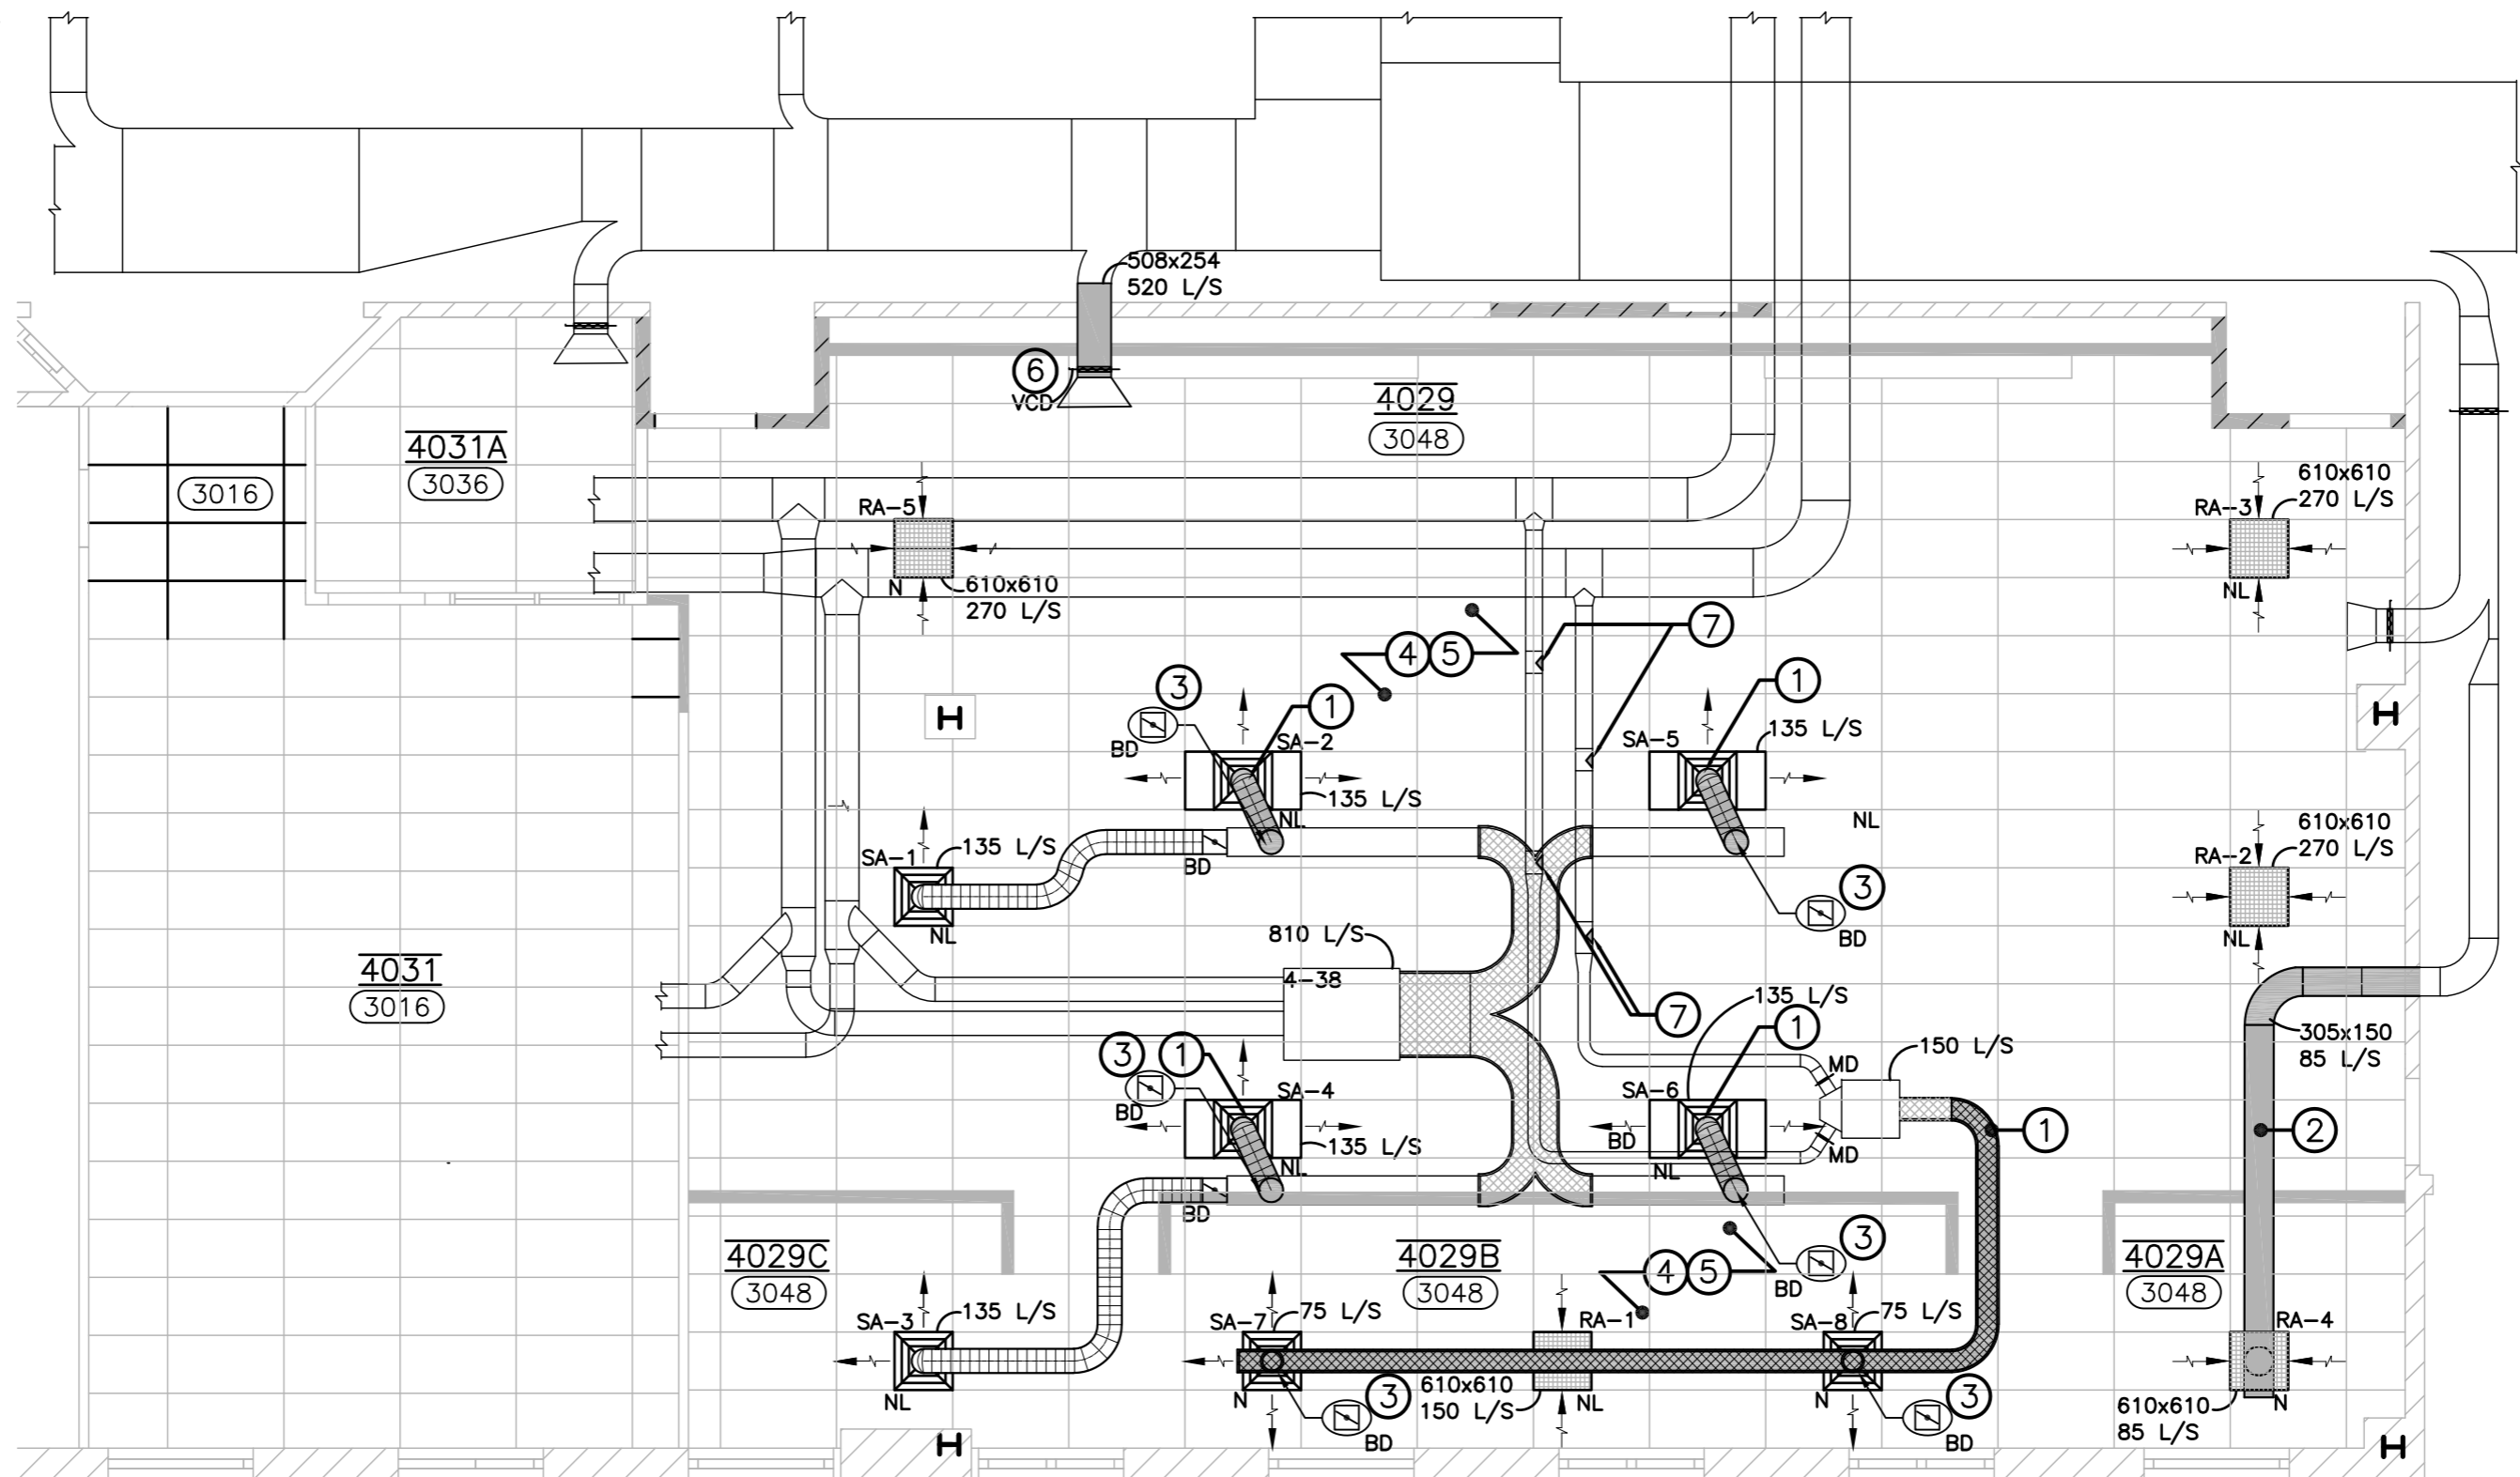 508x254
520 L/S
6
VCD
4029
3048
4031A
3036
3016
RA-5
N
610x610
270 L/S
610x610
270 L/S
RA-3
NL
7
4
5
3
1
BD
SA-2
135 L/S
NL
1
SA-5
135 L/S
NL
SA-1
135 L/S
NL
BD
3
BD
610x610
270 L/S
RA-2
NL
810 L/S
4-38
7
4031
3016
135 L/S
1
3
1
BD
SA-4
135 L/S
NL
SA-6
BD
NL
MD
MD
150 L/S
1
305x150
85 L/S
2
BD
3
BD
4029C
3048
4029B
3048
4
5
4029A
3048
SA-3
135 L/S
NL
SA-7
75 L/S
N
3
BD
RA-1
610x610
150 L/S
NL
SA-8
75 L/S
N
3
BD
RA-4
610x610
85 L/S
N
H
H
H
H